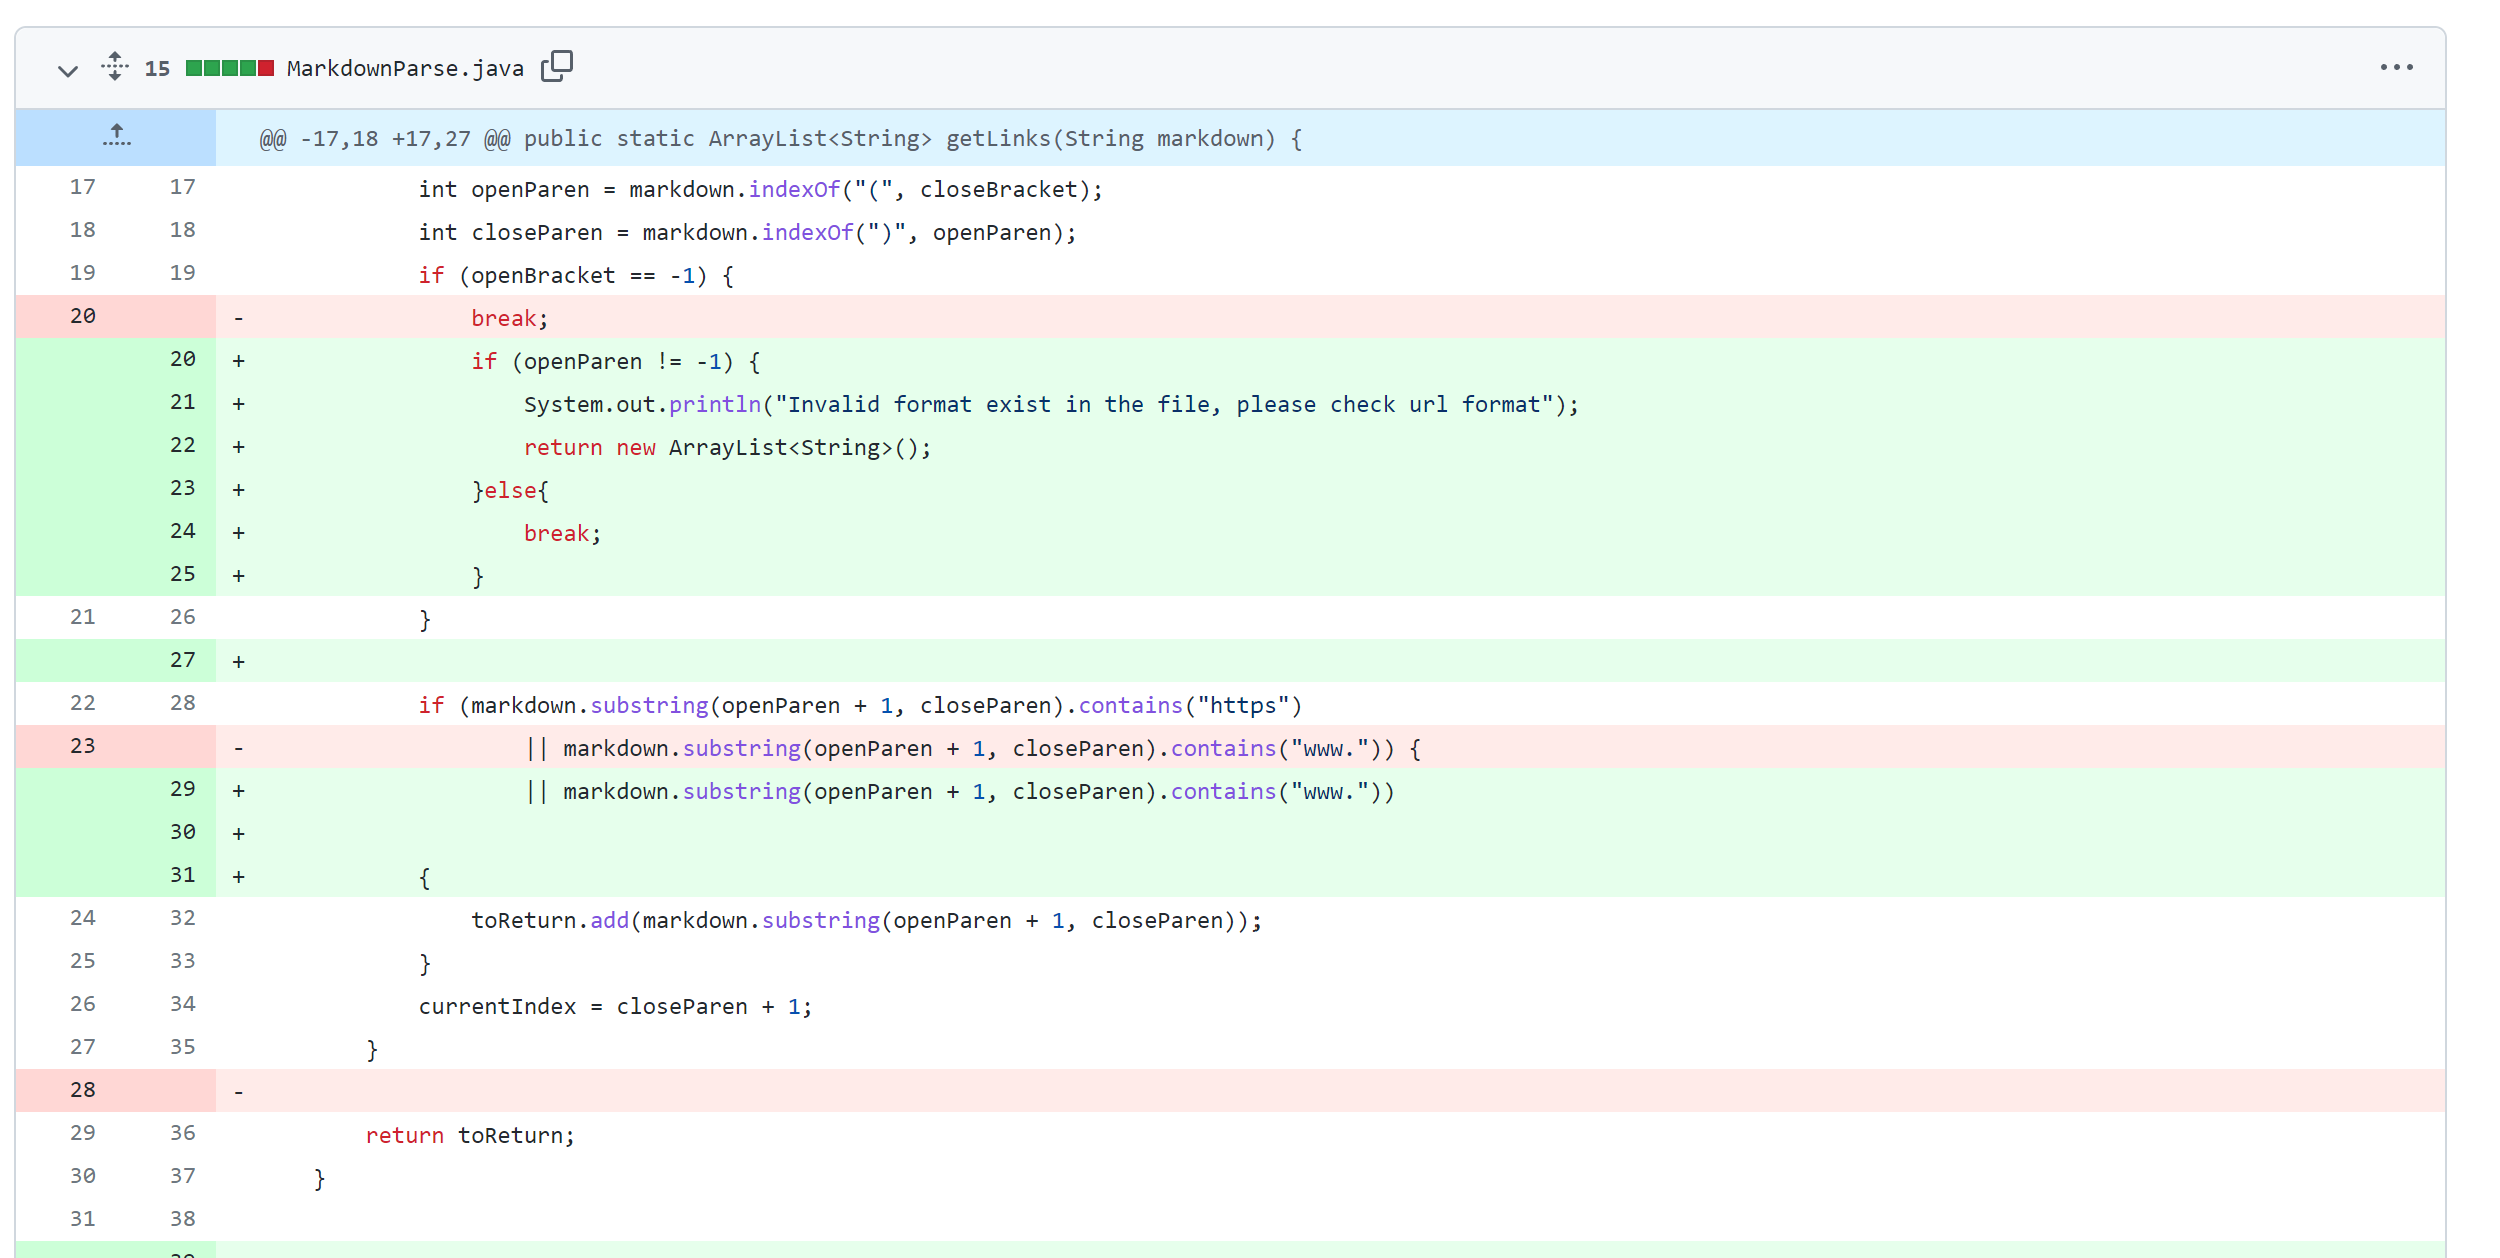 15 MarkdownParse.java
@@ -17,18 +17,27 @@ public static ArrayList<String> getLinks(String markdown) {
17 17 int openParen = markdown.indexOf("(", closeBracket);
18 18 int closeParen = markdown.indexOf(")", openParen);
19 19 if (openBracket == -1) {
20 - break;
20 + if (openParen != -1) {
21 + System.out.println("Invalid format exist in the file, please check url format");
22 + return new ArrayList<String>();
23 + }else{
24 + break;
25 + }
21 26 }
27 +
22 28 if (markdown.substring(openParen + 1, closeParen).contains("https")
23 - || markdown.substring(openParen + 1, closeParen).contains("www.")) {
29 + || markdown.substring(openParen + 1, closeParen).contains("www."))
30 +
31 + {
24 32 toReturn.add(markdown.substring(openParen + 1, closeParen));
25 33 }
26 34 currentIndex = closeParen + 1;
27 35 }
28 -
29 36 return toReturn;
30 37 }
31 38